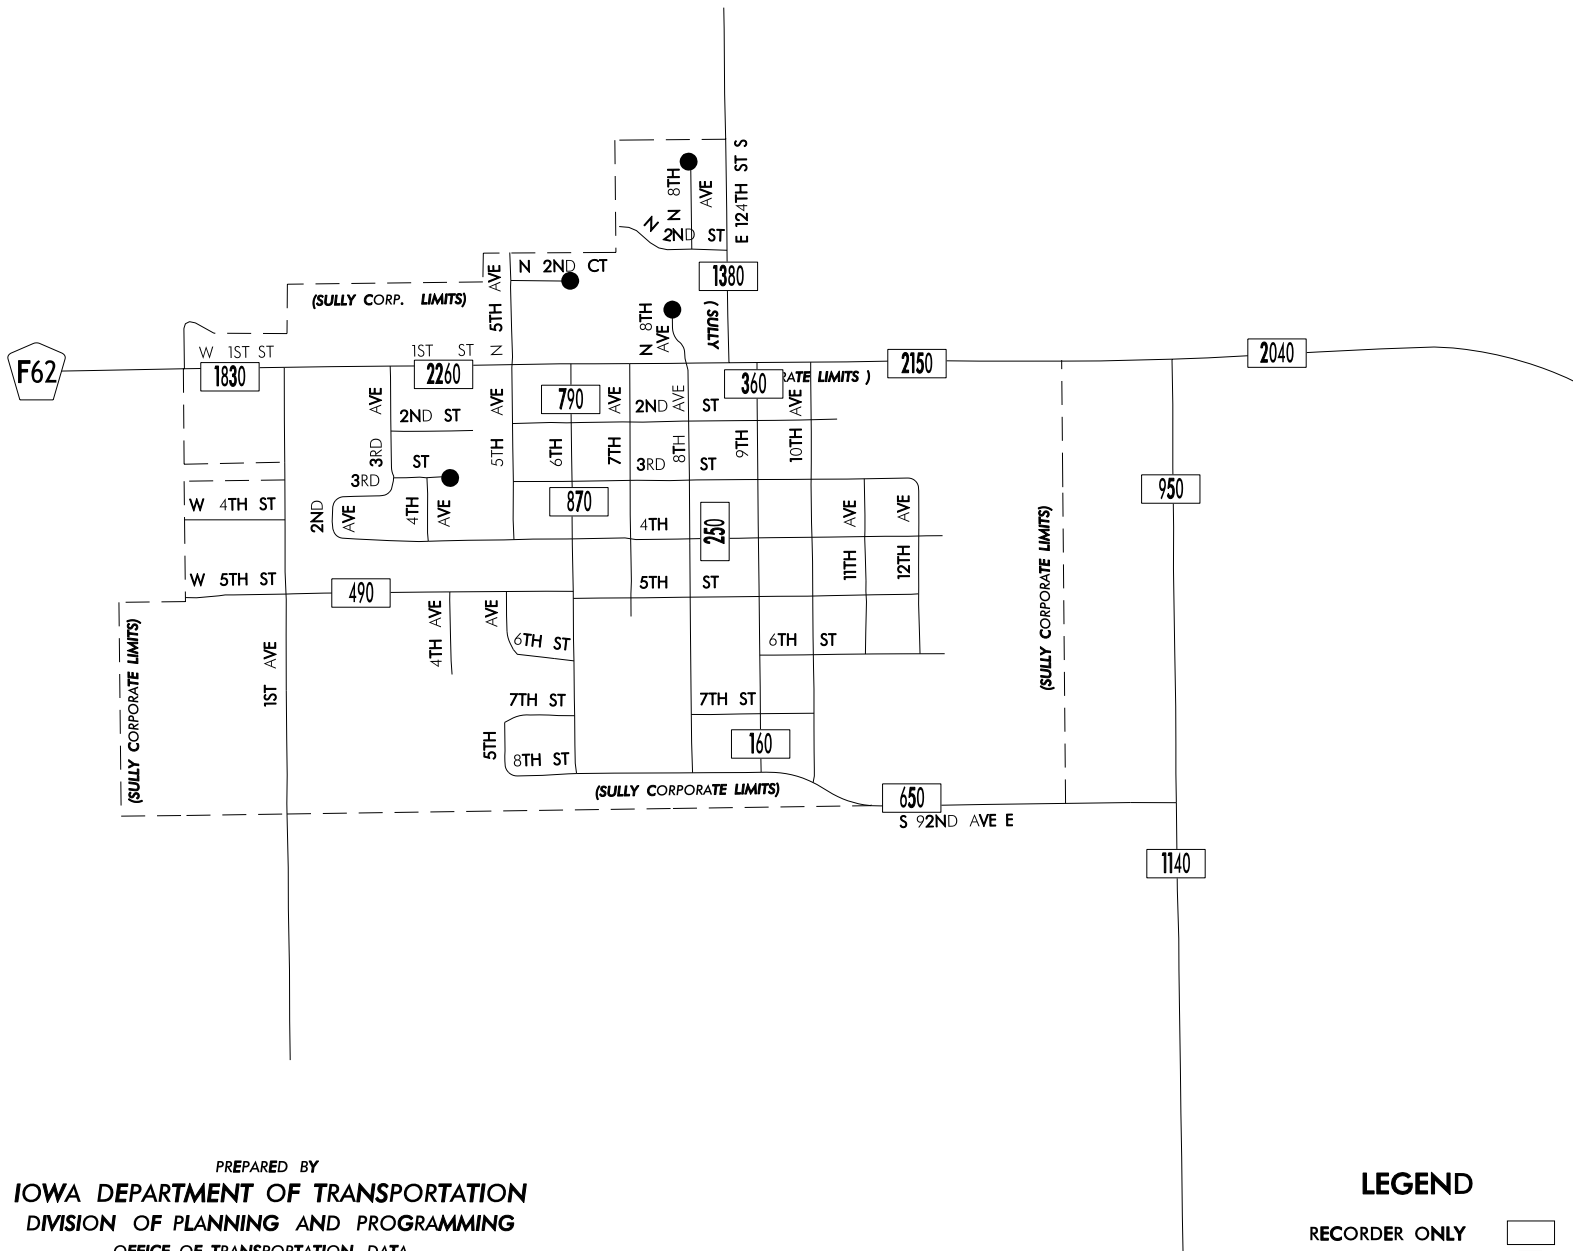 E 124TH ST S
N 8TH AVE
N 2ND ST
N 2ND CT
1380
N 5TH AVE
(SULLY CORP. LIMITS)
N 8TH AVE
( SULLY
RATE LIMITS )
W 1ST ST
1ST ST
F62
1830
2260
2150
2040
360
790
AVE
2ND ST
5TH AVE
7TH AVE
2ND ST
8TH AVE
10TH AVE
3RD
6TH
9TH
ST
3RD ST
3RD
W 4TH ST
2ND AVE
4TH AVE
870
4TH
250
11TH AVE
12TH AVE
950
(SULLY CORPORATE LIMITS)
W 5TH ST
490
5TH ST
4TH AVE
AVE
6TH ST
6TH ST
(SULLY CORPORATE LIMITS)
1ST AVE
7TH ST
7TH ST
5TH
8TH ST
160
(SULLY CORPORATE LIMITS)
650
S 92ND AVE E
1140
PREPARED BY
IOWA DEPARTMENT OF TRANSPORTATION
DIVISION OF PLANNING AND PROGRAMMING
OFFICE OF TRANSPORTATION DATA
LEGEND
RECORDER ONLY